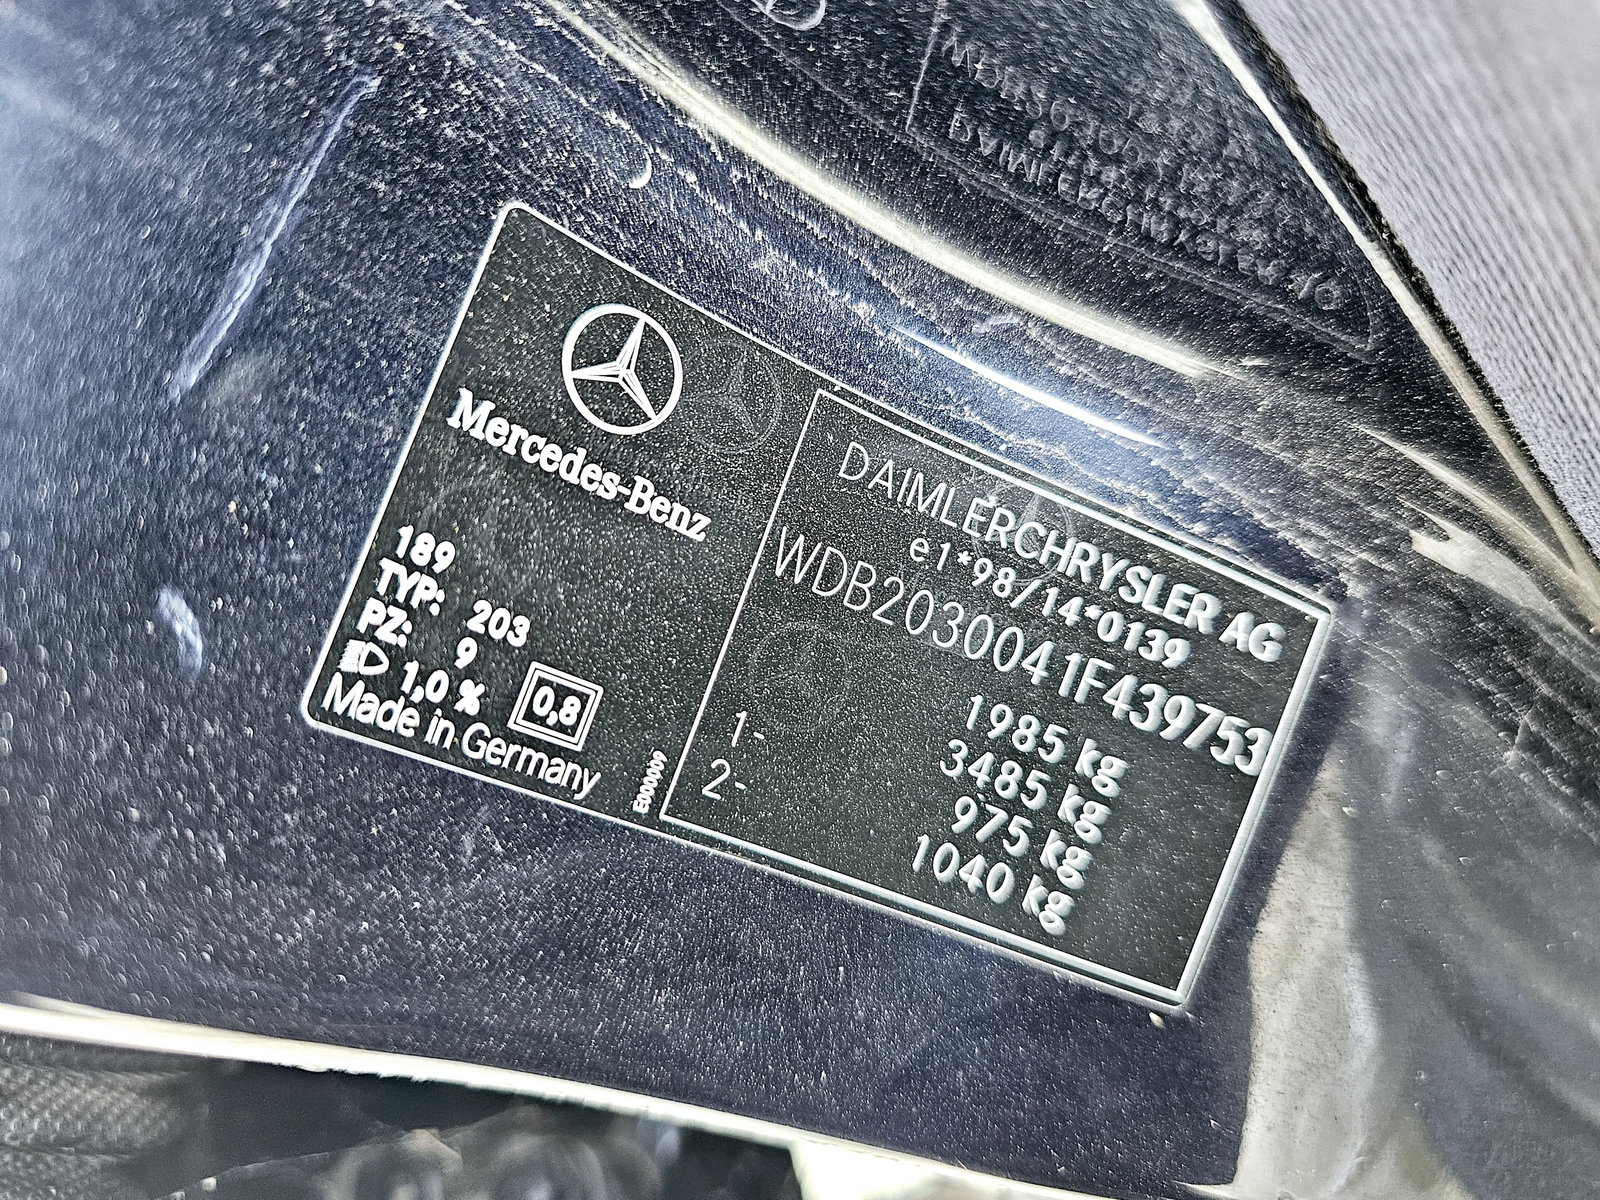 Mercedes-Benz
189
TYP: 203
PZ: 9
1,0 % 0,8
Made in Germany
E000009
DAIMLERCHRYSLER AG
e1*98/14*0139
WDB2030041F439753
1985 kg
3485 kg
1- 975 kg
2- 1040 kg